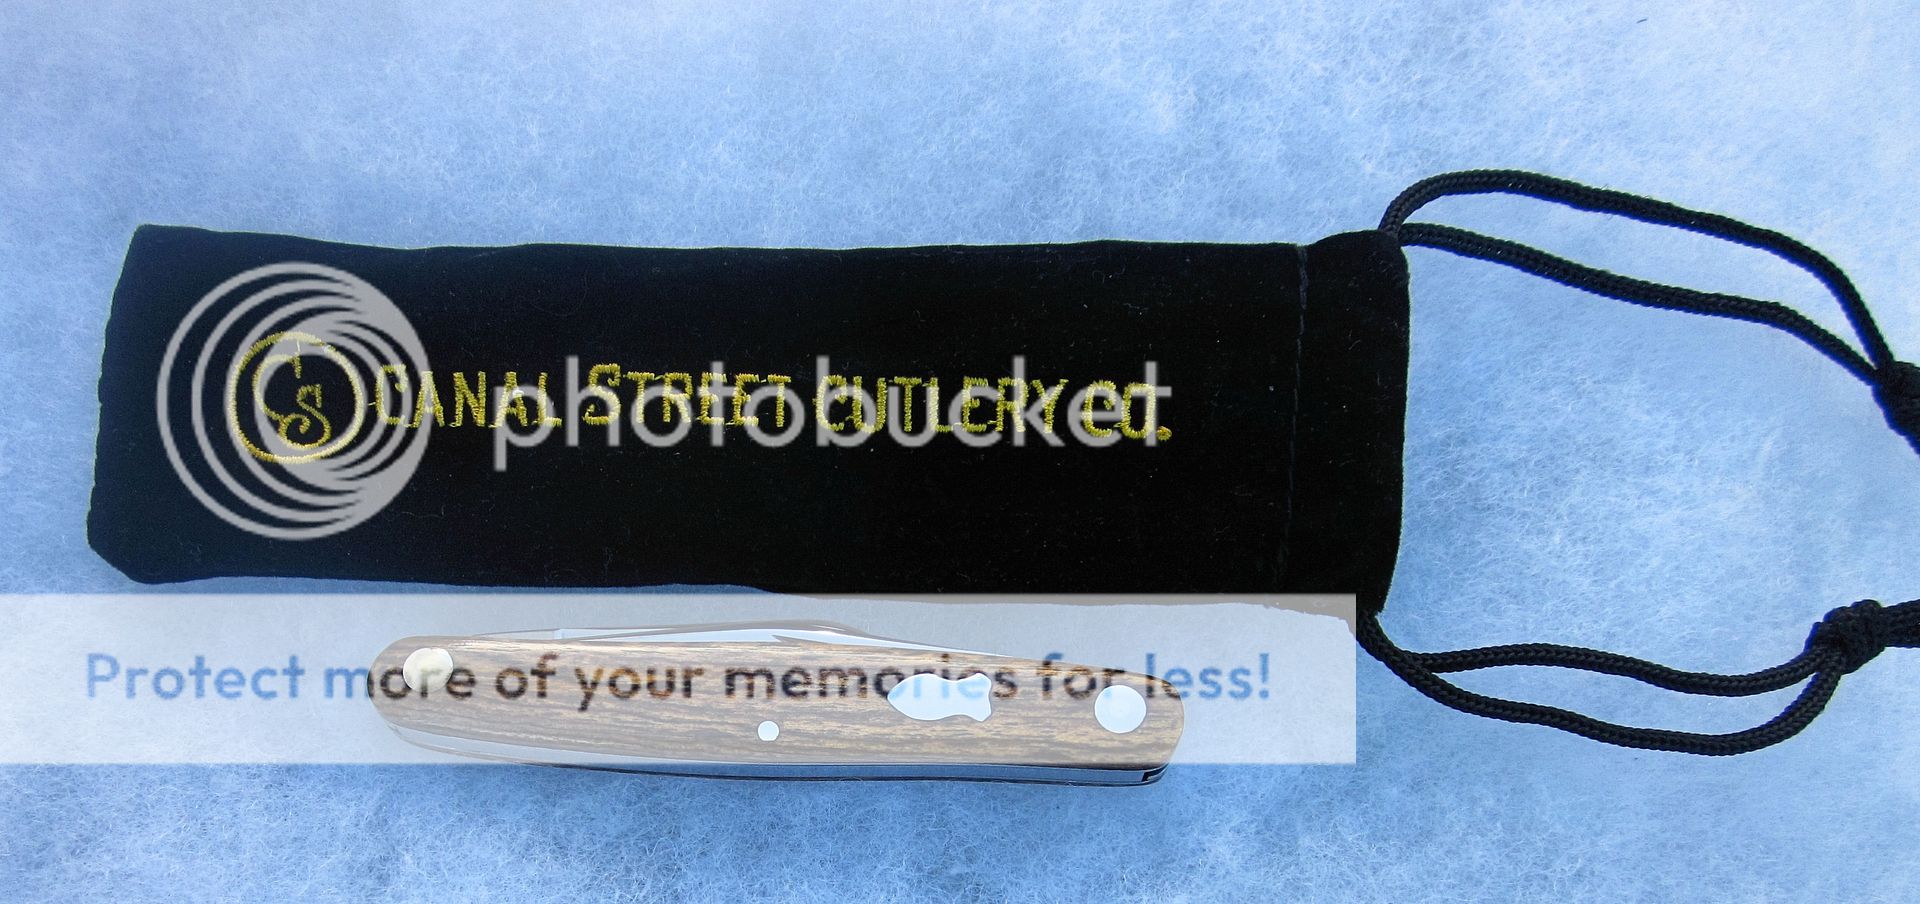 CS CANAL STREET CUTLERY CO.
photobucket
Protect more of your memories for less!